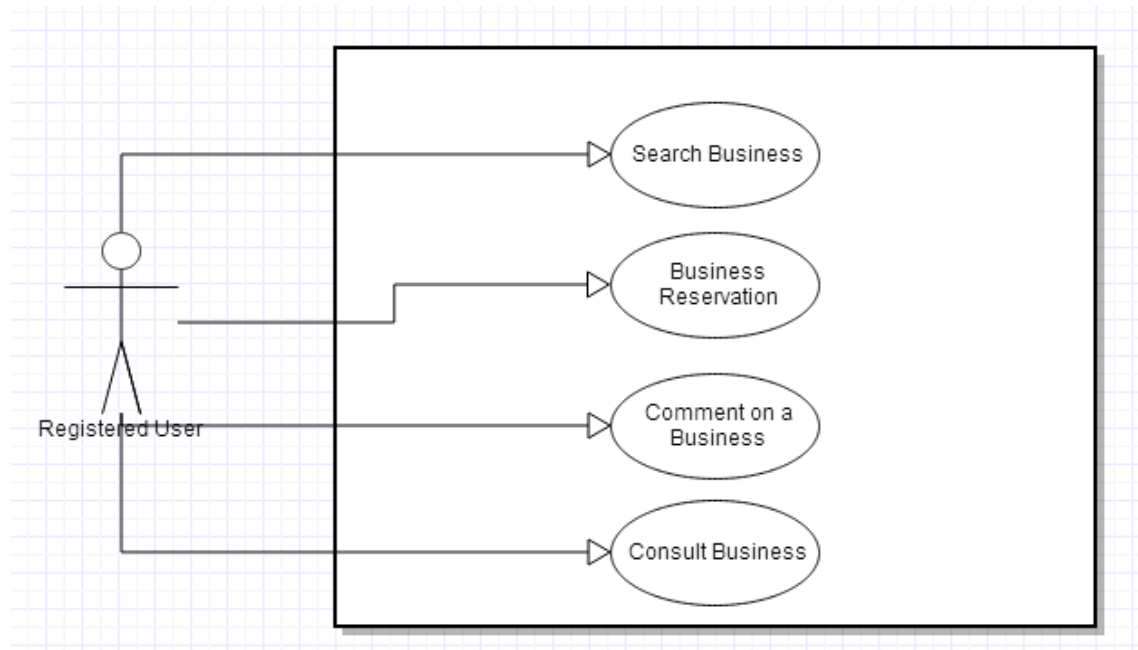 Search Business
Business
Reservation
Comment on a
Business
Registered User
Consult Business